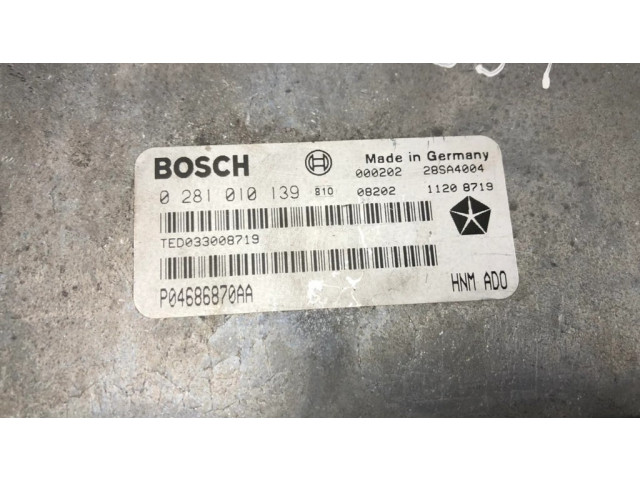 BOSCH Made in Germany
000202 28SA4004
0 281 010 139 810 08202 1120 8719
TED033008719
P04686870AA HNM ADO